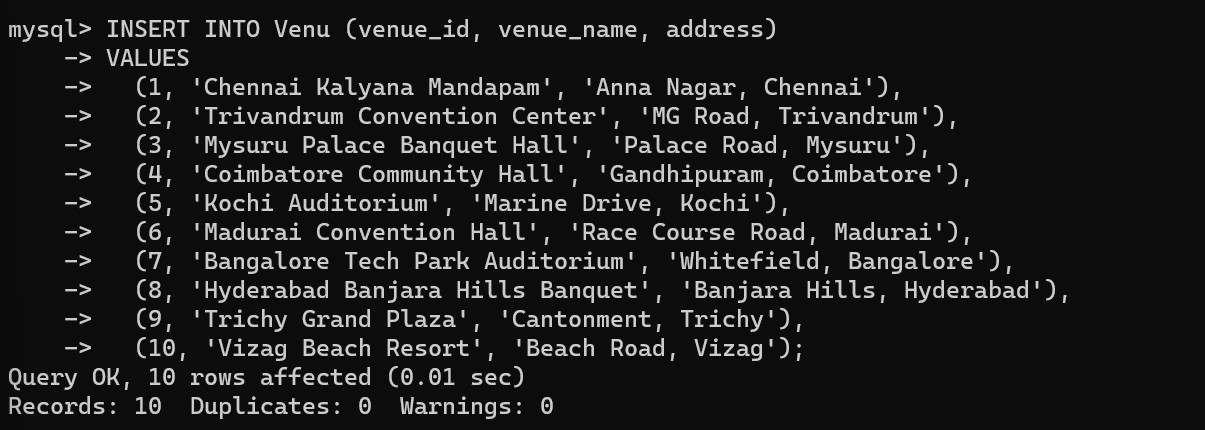 mysql> INSERT INTO Venu (venue_id, venue_name, address)
    -> VALUES
    ->   (1, 'Chennai Kalyana Mandapam', 'Anna Nagar, Chennai'),
    ->   (2, 'Trivandrum Convention Center', 'MG Road, Trivandrum'),
    ->   (3, 'Mysuru Palace Banquet Hall', 'Palace Road, Mysuru'),
    ->   (4, 'Coimbatore Community Hall', 'Gandhipuram, Coimbatore'),
    ->   (5, 'Kochi Auditorium', 'Marine Drive, Kochi'),
    ->   (6, 'Madurai Convention Hall', 'Race Course Road, Madurai'),
    ->   (7, 'Bangalore Tech Park Auditorium', 'Whitefield, Bangalore'),
    ->   (8, 'Hyderabad Banjara Hills Banquet', 'Banjara Hills, Hyderabad'),
    ->   (9, 'Trichy Grand Plaza', 'Cantonment, Trichy'),
    ->   (10, 'Vizag Beach Resort', 'Beach Road, Vizag');
Query OK, 10 rows affected (0.01 sec)
Records: 10  Duplicates: 0  Warnings: 0